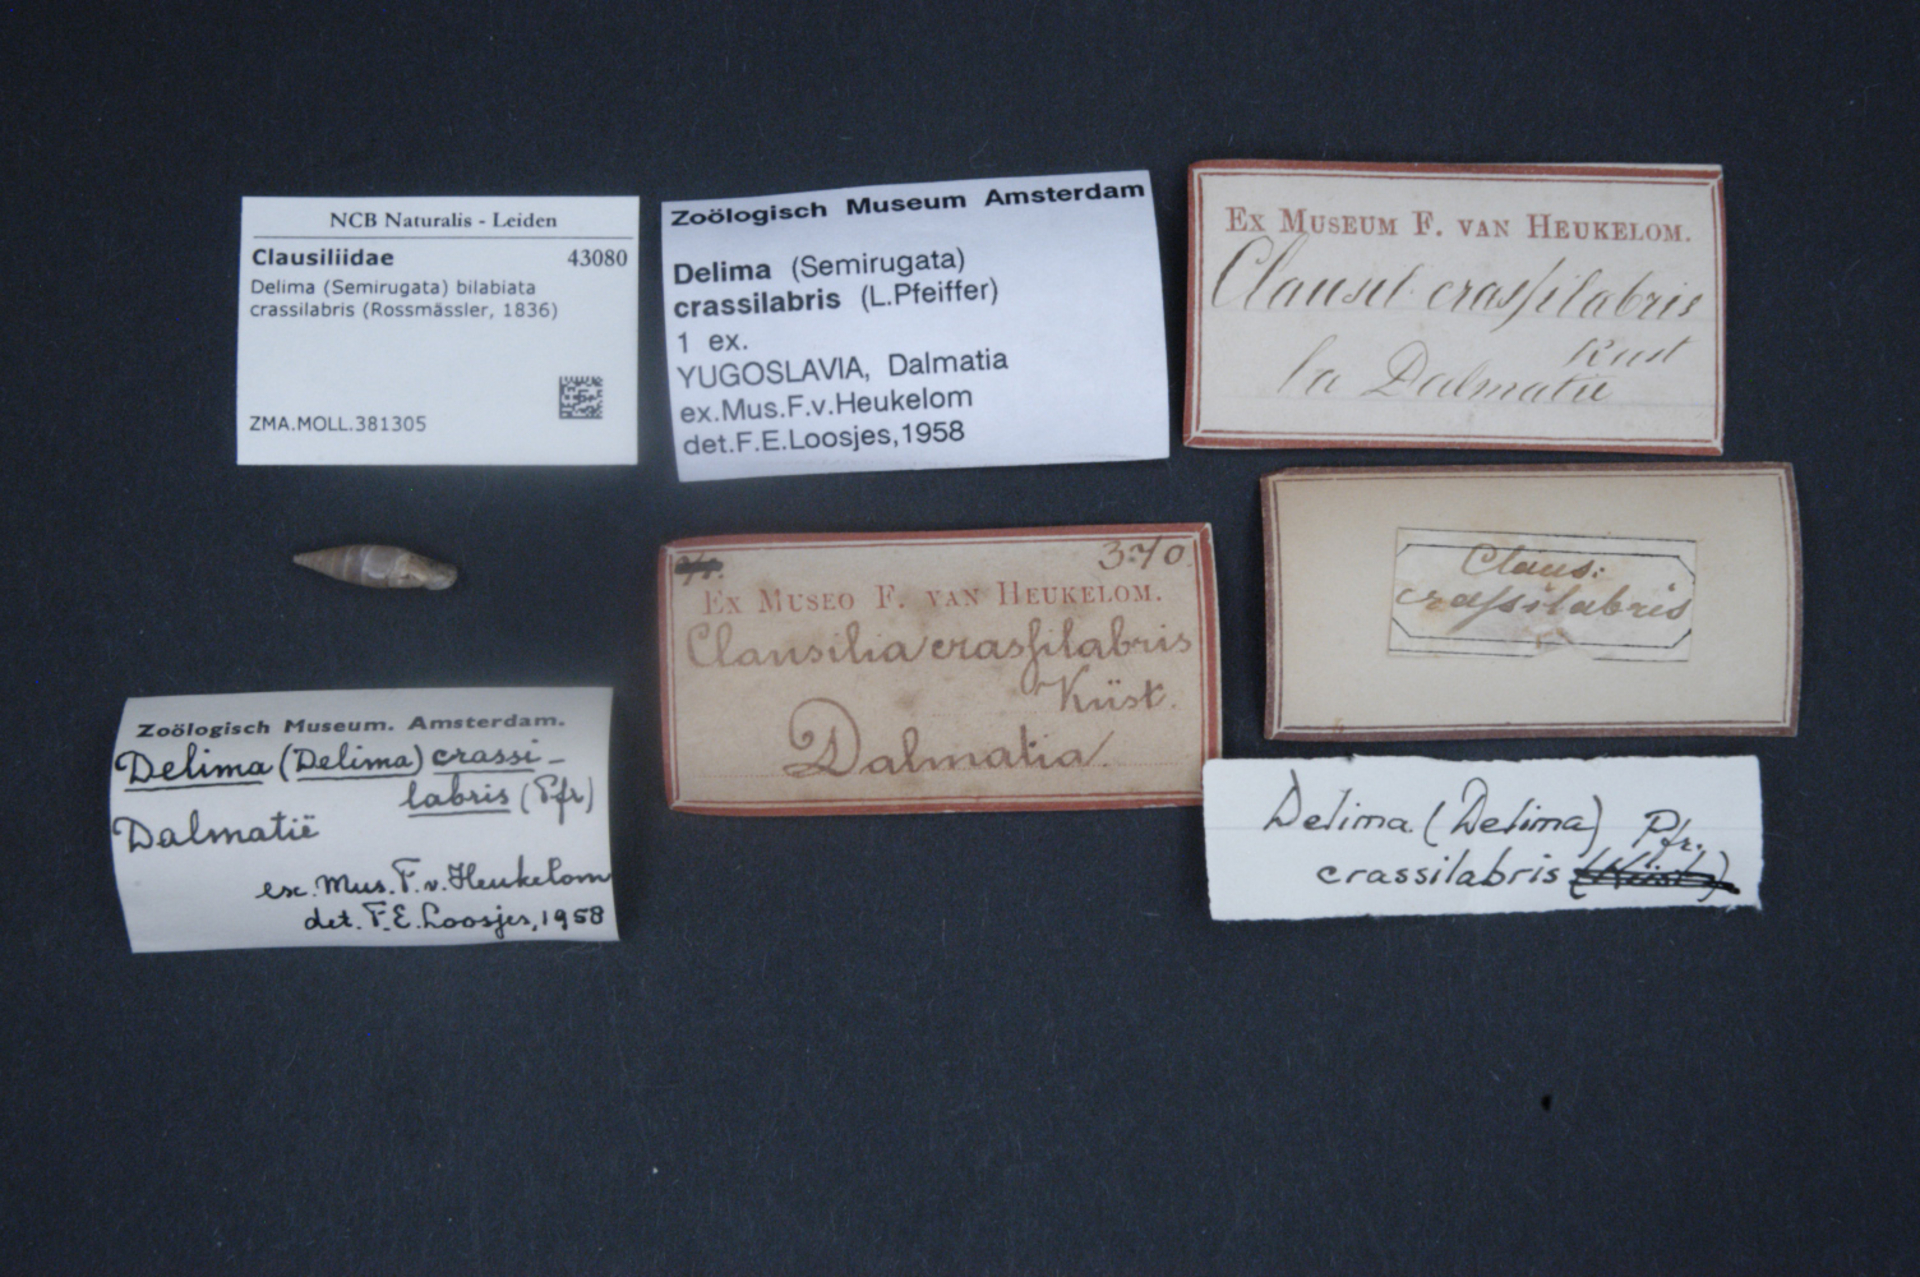 NCB Naturalis - Leiden
Clausiliidae 43080
Delima (Semirugata) bilabiata
crassilabris (Rossmässler, 1836)
ZMA.MOLL.381305
Zoölogisch Museum Amsterdam
Delima (Semirugata)
crassilabris (L.Pfeiffer)
1 ex.
YUGOSLAVIA, Dalmatia
ex.Mus.F.v.Heukelom
det.F.E.Loosjes,1958
EX MUSEUM F. VAN HEUKELOM.
Clausil. crassilabris
Kust
la Dalmatie
Claus.
crassilabris
370.
EX MUSEO F. VAN HEUKELOM.
Clausilia crassilabris
Küst.
Dalmatia.
Zoölogisch Museum. Amsterdam.
Delima (Delima) crassi-
labris (Pfr)
Dalmatië
ex. Mus. F. v. Heukelom
det. F.E. Loosjes, 1958
Delima (Delima) Pfr.
crassilabris (Küst)